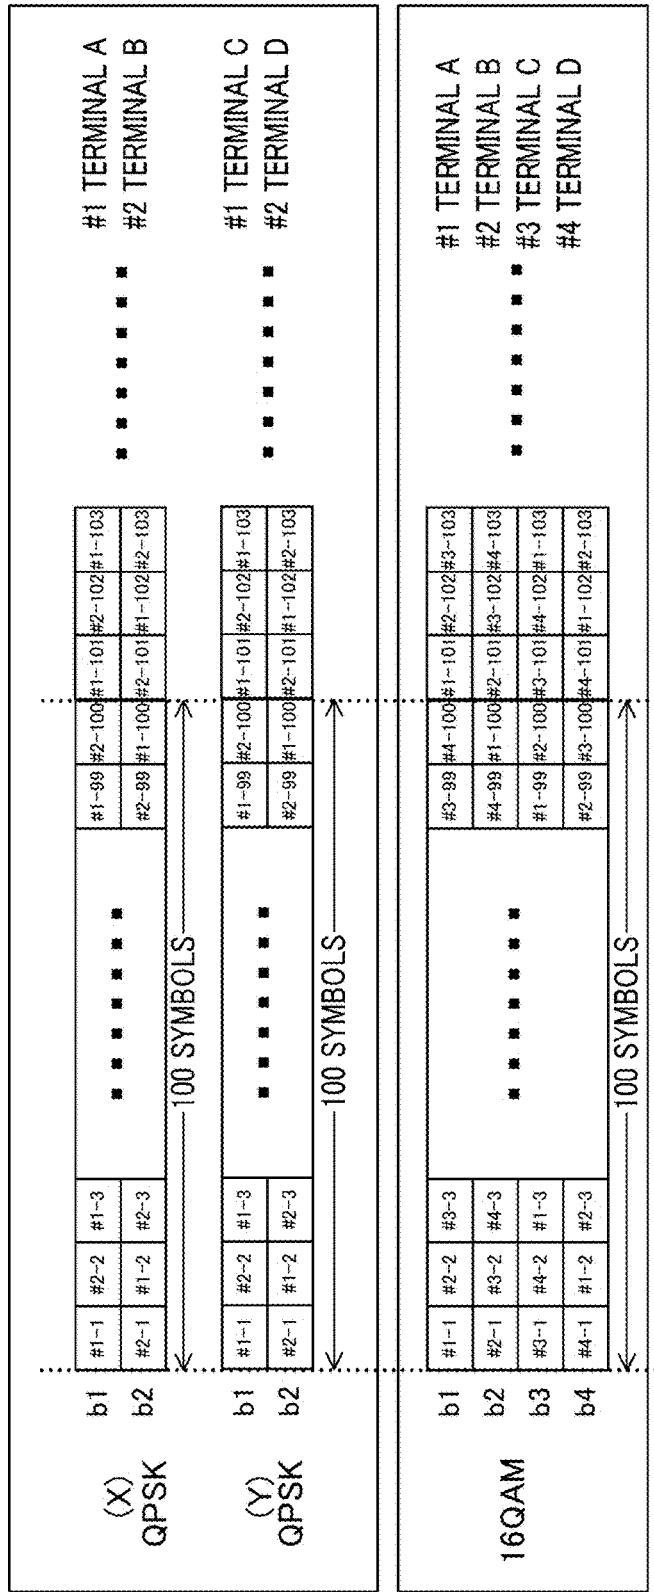 (X)
QPSK
b1 #1-1 #2-2 #1-3 #1-99 #2-100 #1-101 #2-102 #1-103
b2 #2-1 #1-2 #2-3 #2-99 #1-100 #2-101 #1-102 #2-103
#1 TERMINAL A
#2 TERMINAL B
100 SYMBOLS
(Y)
QPSK
b1 #1-1 #2-2 #1-3 #1-99 #2-100 #1-101 #2-102 #1-103
b2 #2-1 #1-2 #2-3 #2-99 #1-100 #2-101 #1-102 #2-103
#1 TERMINAL C
#2 TERMINAL D
100 SYMBOLS
16QAM
b1 #1-1 #2-2 #3-3 #3-99 #4-100 #1-101 #2-102 #3-103
b2 #2-1 #3-2 #4-3 #4-99 #1-100 #2-101 #3-102 #4-103
b3 #3-1 #4-2 #1-3 #1-99 #2-100 #3-101 #4-102 #1-103
b4 #4-1 #1-2 #2-3 #2-99 #3-100 #4-101 #1-102 #2-103
#1 TERMINAL A
#2 TERMINAL B
#3 TERMINAL C
#4 TERMINAL D
100 SYMBOLS